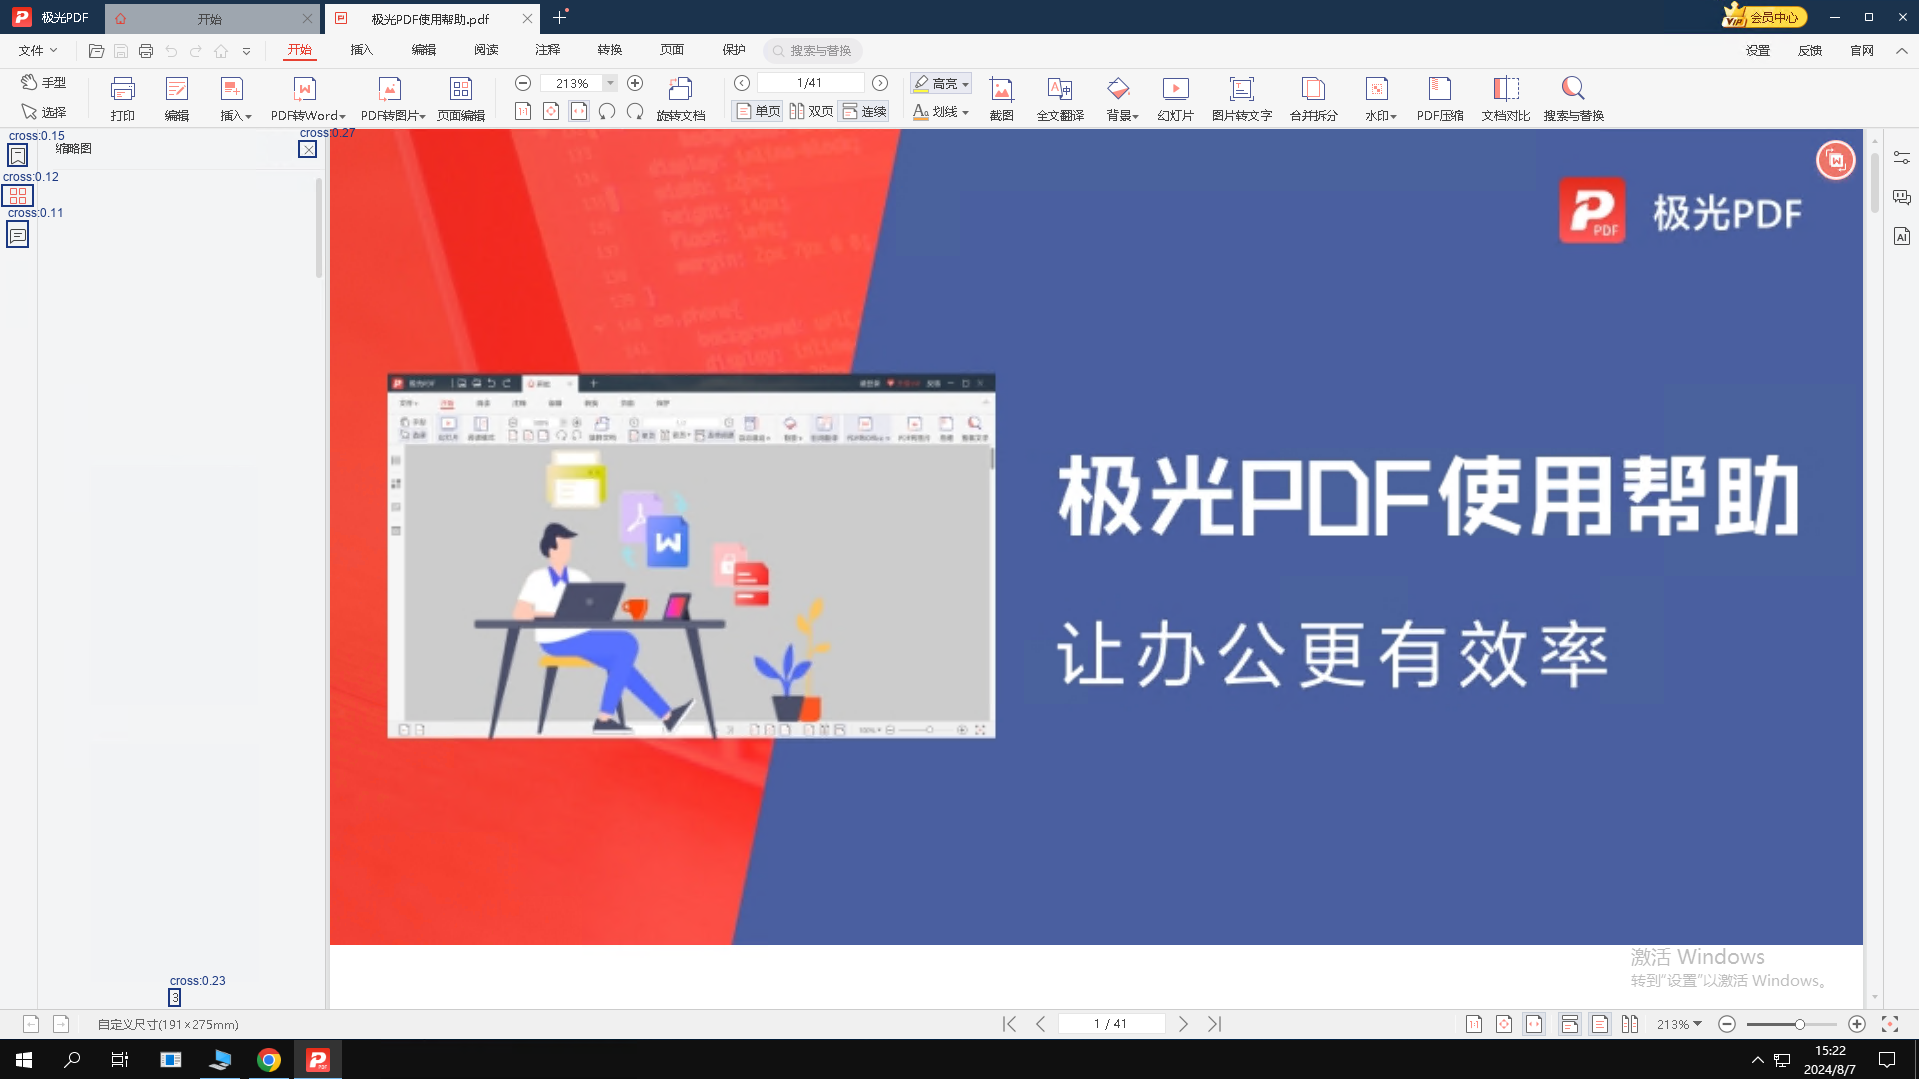 极光PDF
开始
极光PDF使用帮助.pdf
会员中心
文件
开始
插入
编辑
阅读
注释
转换
页面
保护
搜索与替换
设置
反馈
官网
手型
选择
打印
编辑
插入
PDF转Word
PDF转图片
页面编辑
213%
旋转文档
1/41
单页
双页
连续
高亮
划线
截图
全文翻译
背景
幻灯片
图片转文字
合并拆分
水印
PDF压缩
文档对比
搜索与替换
cross:0.15
缩略图
cross:0.27
cross:0.12
cross:0.11
极光PDF
极光PDF使用帮助
让办公更有效率
cross:0.23
3
激活 Windows
转到"设置"以激活 Windows。
自定义尺寸(191×275mm)
1 / 41
213%
15:22
2024/8/7